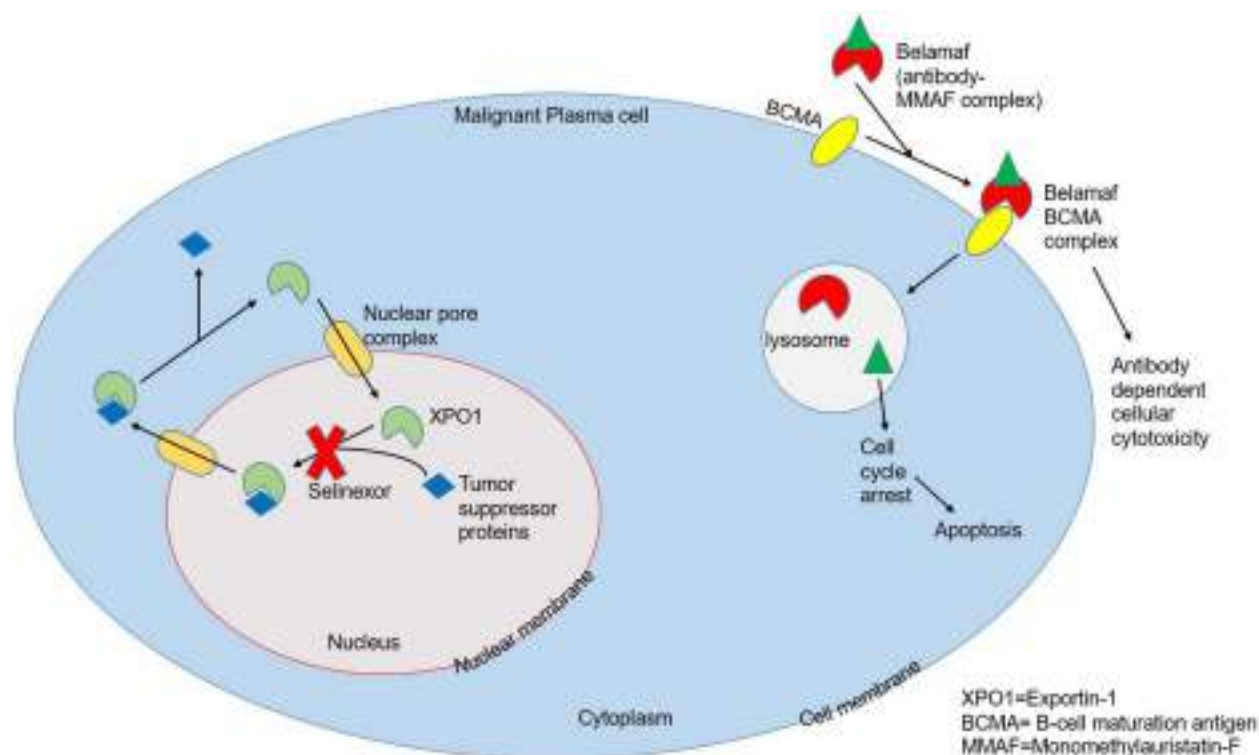 Belamaf
(antibody-
MMAF complex)
Malignant Plasma cell
BCMA
Belamaf
BCMA
complex
Nuclear pore
complex
lysosome
Antibody
dependent
cellular
cytotoxicity
XPO1
Cell
cycle
arrest
Selinexor
Tumor
suppressor
proteins
Apoptosis
Nucleus
Nuclear membrane
Cytoplasm
Cell membrane
XPO1=Exportin-1
BCMA= B-cell maturation antigen
MMAF=Monomethylauristatin-F